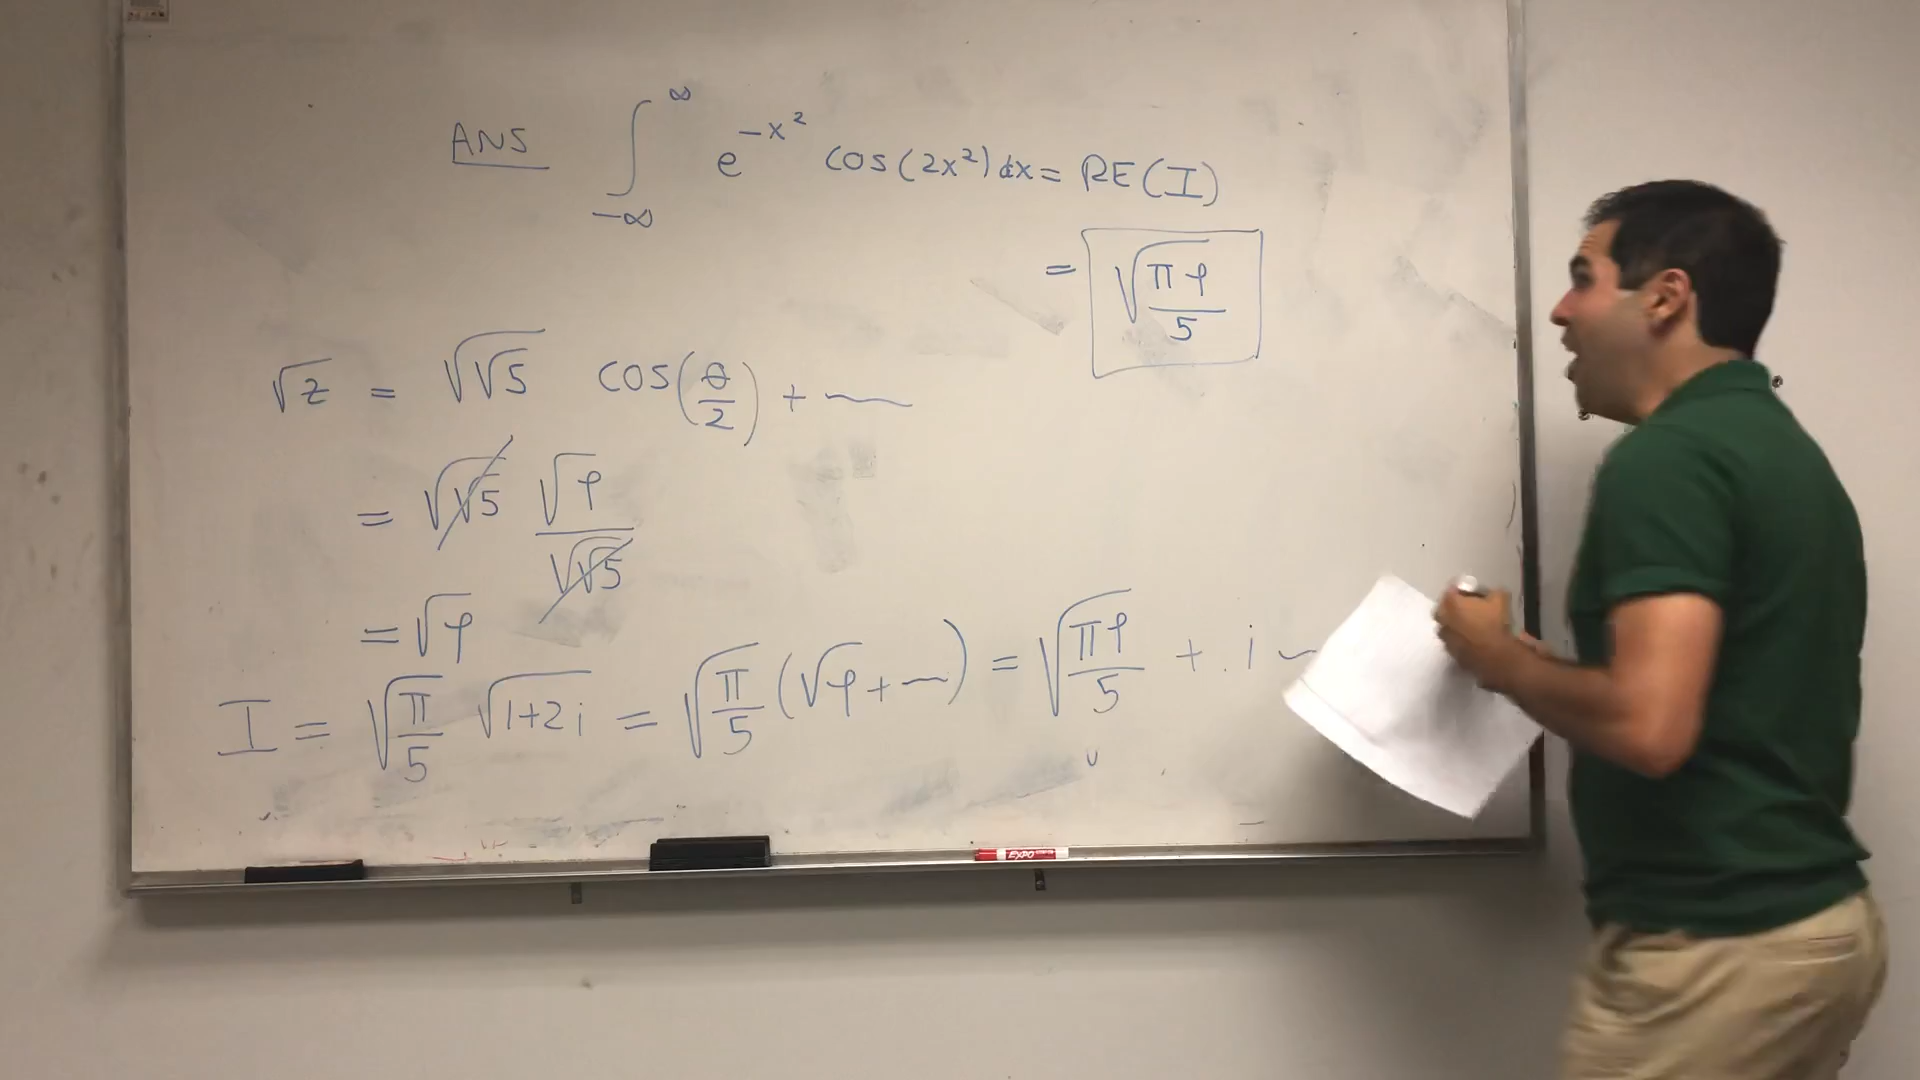 ANS ∫_{-∞}^{∞} e^{-x²} cos(2x²) dx = RE(I)
= √(πφ/5)
√z = √√5 cos(θ/2) + ~
= √√5 √φ/√√5
= √φ
I = √(π/5) √(1+2i) = √(π/5) (√φ + ~) = √(πφ/5) + i ~
EXPO